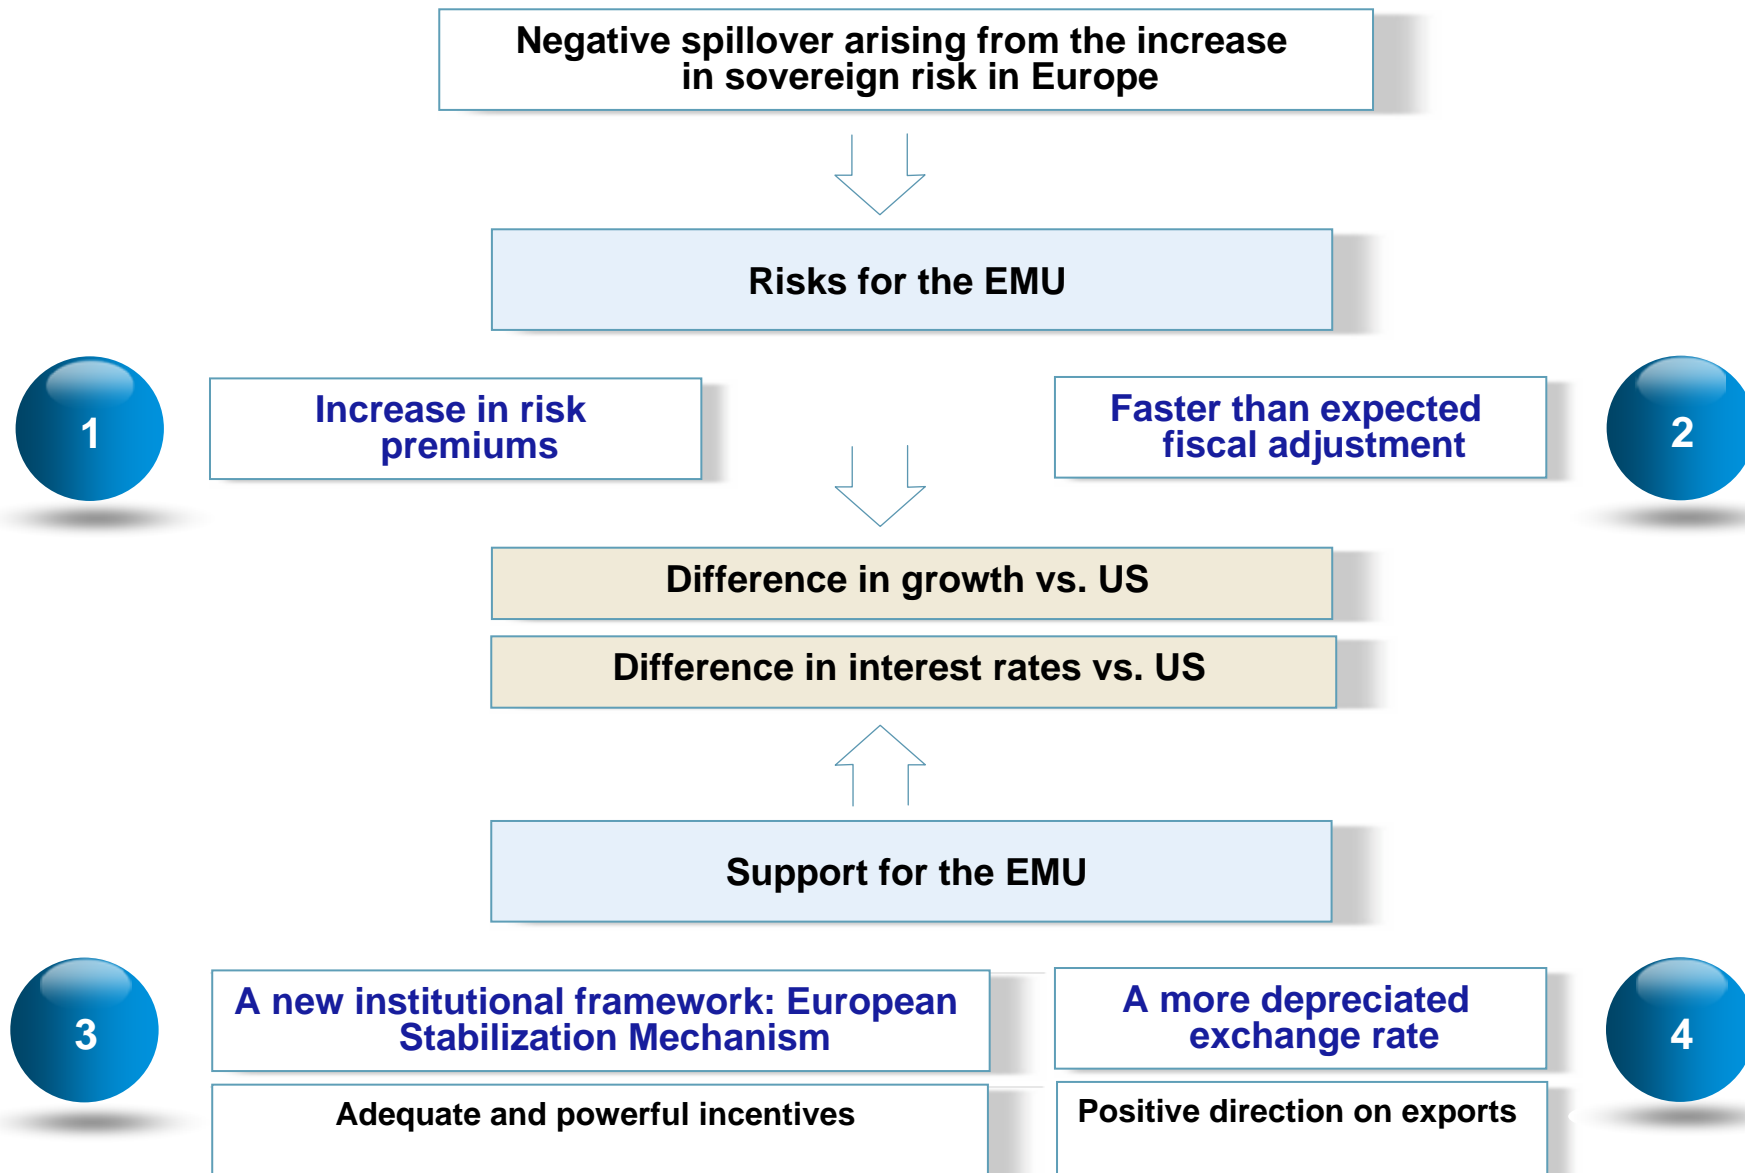 Negative spillover arising from the increase
in sovereign risk in Europe
Risks for the EMU
1
Increase in risk
premiums
Faster than expected
fiscal adjustment
2
Difference in growth vs. US
Difference in interest rates vs. US
Support for the EMU
3
A new institutional framework: European
Stabilization Mechanism
A more depreciated
exchange rate
4
Adequate and powerful incentives
Positive direction on exports